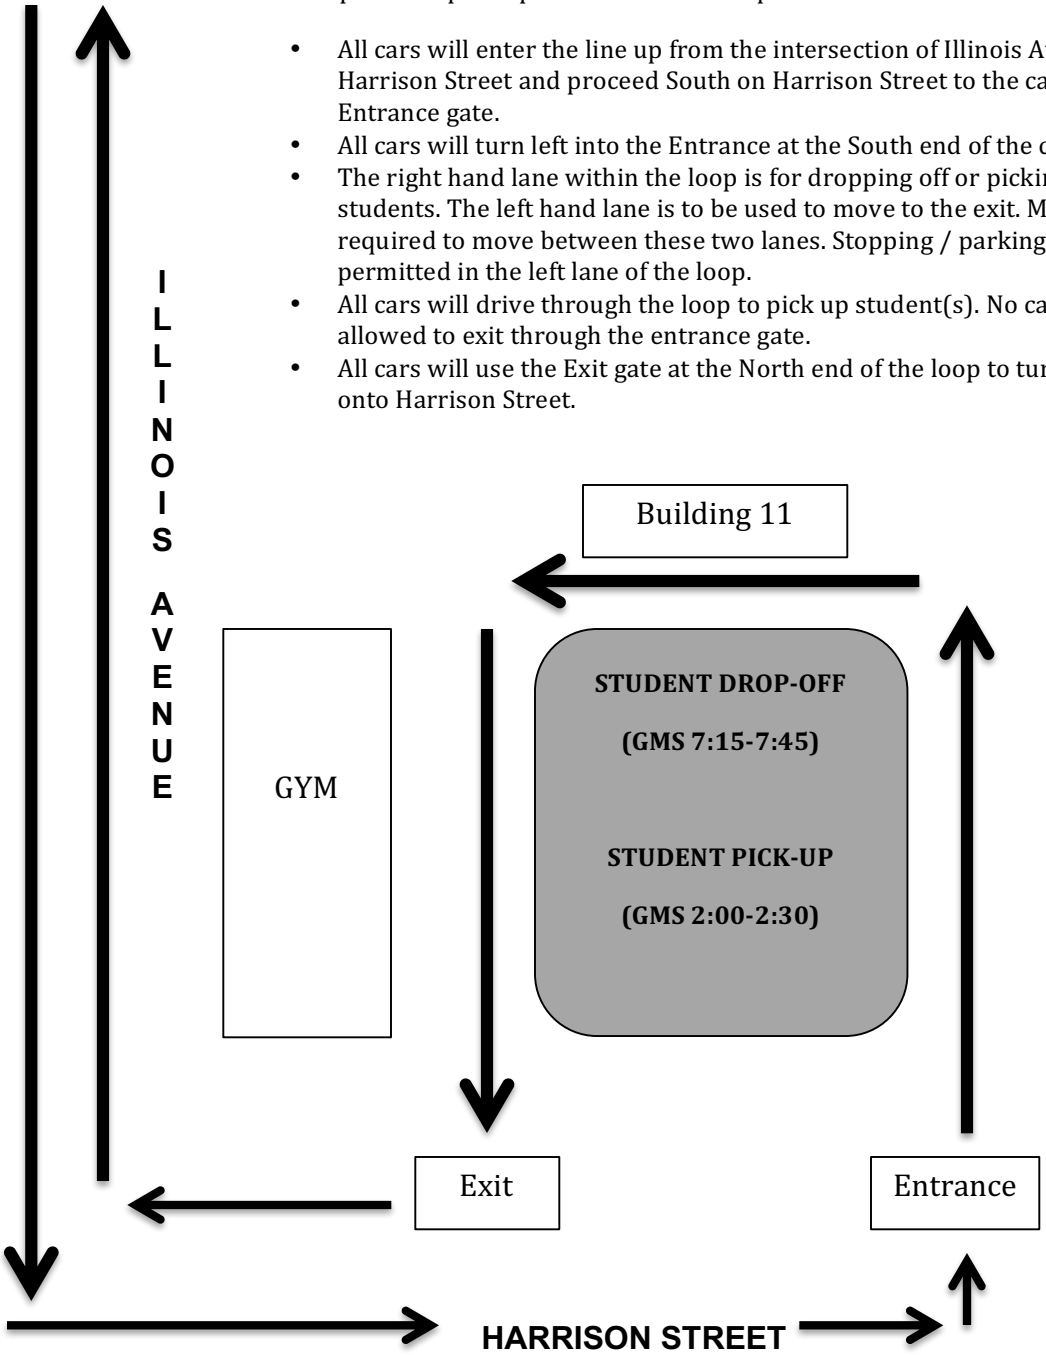 • All cars will enter the line up from the intersection of Illinois
Harrison Street and proceed South on Harrison Street to the
Entrance gate.
• All cars will turn left into the Entrance at the South end of the
• The right hand lane within the loop is for dropping off or
students. The left hand lane is to be used to move to the exit.
required to move between these two lanes. Stopping / parking
permitted in the left lane of the loop.
• All cars will drive through the loop to pick up student(s). No
allowed to exit through the entrance gate.
• All cars will use the Exit gate at the North end of the loop to
onto Harrison Street.
ILLINOIS AVENUE
Building 11
GYM
STUDENT DROP-OFF
(GMS 7:15-7:45)
STUDENT PICK-UP
(GMS 2:00-2:30)
Exit
Entrance
HARRISON STREET